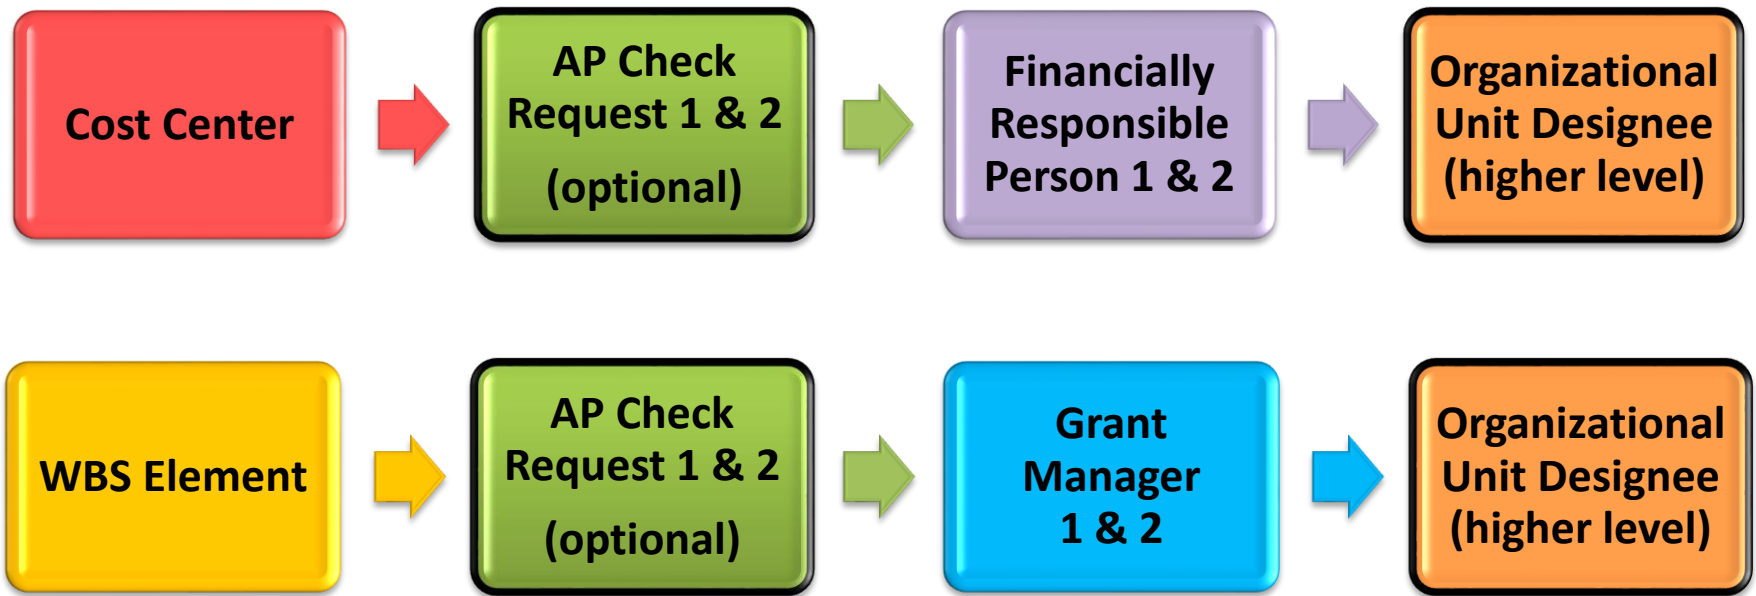 Cost Center
AP Check
Request 1 & 2
(optional)
Financially
Responsible
Person 1 & 2
Organizational
Unit Designee
(higher level)
WBS Element
AP Check
Request 1 & 2
(optional)
Grant
Manager
1 & 2
Organizational
Unit Designee
(higher level)